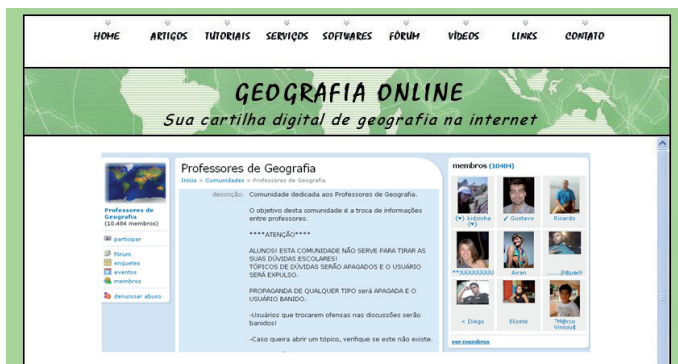 HOME ARTIGOS TUTORIAIS SERVIÇOS SOFTWARES FÓRUM VÍDEOS LINKS CONTATO
GEOGRAFIA ONLINE
Sua cartilha digital de geografia na internet
Professores de
Geografia
(10.404 membros)
participar
fórum
enquetes
eventos
membros
denunciar abuso
Professores de Geografia
Início > Comunidades > Professores de Geografia
descrição: Comunidade dedicada aos Professores de Geografia.
O objetivo desta comunidade é a troca de informações
entre professores.
****ATENÇÃO****
ALUNOS! ESTA COMUNIDADE NÃO SERVE PARA TIRAR AS
SUAS DÚVIDAS ESCOLARES!
TÓPICOS DE DÚVIDAS SERÃO APAGADOS E O USUÁRIO
SERÁ EXPULSO.
PROPAGANDA DE QUALQUER TIPO será APAGADA E O
USUÁRIO BANIDO.
-Usuários que trocarem ofensas nas discussões serão
banidos!
-Caso queira abrir um tópico, verifique se este não existe.
membros (10404)
(♥) kidzinha
(♥)
✓ Gustavo
Ricardo
Airan
< Diego
Elizete
"M@rco
Viniciu$
ver membros